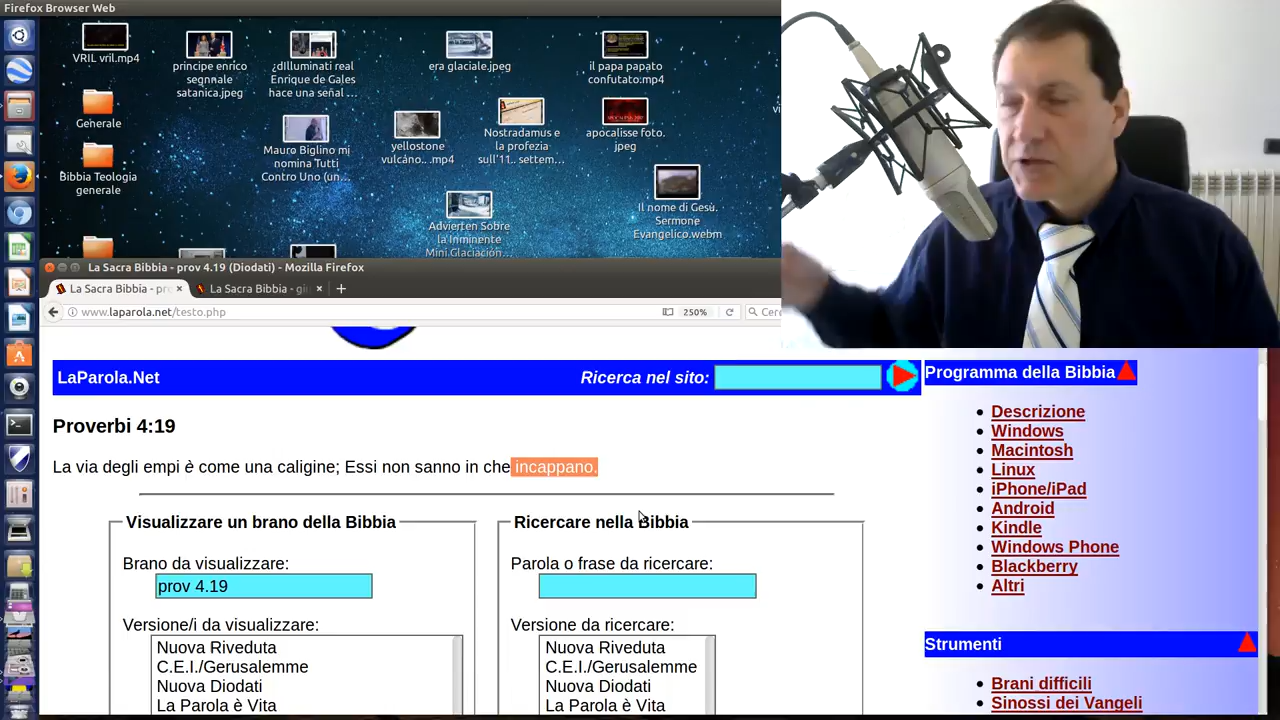 Firefox Browser Web
VRIL vril.mp4
principe enrico
segnnale
satanica.jpeg
¿dIlluminati real
Enrique de Gales
hace una señal ...
era glaciale.jpeg
il papa papato
confutato.mp4
Generale
Mauro Biglino mi
nomina Tutti
Contro Uno (un...
yellostone
vulcáno.. .mp4
Nostradamus e
la profezia
sull'11.. settem...
apocalisse foto.
jpeg
Bibbia Teologia
generale
Advierten Sobre
la Inminente
Mini Glaciacion...
Il nome di Gesù.
Sermone
Evangelico.webm
La Sacra Bibbia - prov 4.19 (Diodati) - Mozilla Firefox
La Sacra Bibbia - pr
La Sacra Bibbia - gi
www.laparola.net/testo.php
250%
Cer
LaParola.Net
Ricerca nel sito:
Proverbi 4:19
La via degli empi è come una caligine; Essi non sanno in che incappano.
Visualizzare un brano della Bibbia
Brano da visualizzare:
prov 4.19
Versione/i da visualizzare:
Nuova Riveduta
C.E.I./Gerusalemme
Nuova Diodati
La Parola è Vita
Ricercare nella Bibbia
Parola o frase da ricercare:
Versione da ricercare:
Nuova Riveduta
C.E.I./Gerusalemme
Nuova Diodati
La Parola è Vita
Programma della Bibbia
Descrizione
Windows
Macintosh
Linux
iPhone/iPad
Android
Kindle
Windows Phone
Blackberry
Altri
Strumenti
Brani difficili
Sinossi dei Vangeli